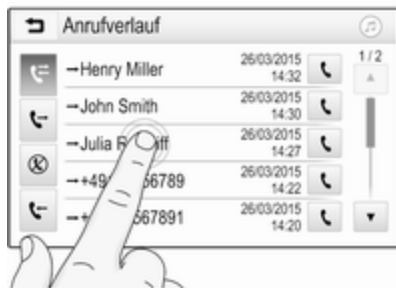 Anrufverlauf
→Henry Miller 26/03/2015 14:32 1/2
→John Smith 26/03/2015 14:30
→Julia 26/03/2015 14:27
26/03/2015 14:22
26/03/2015 14:20